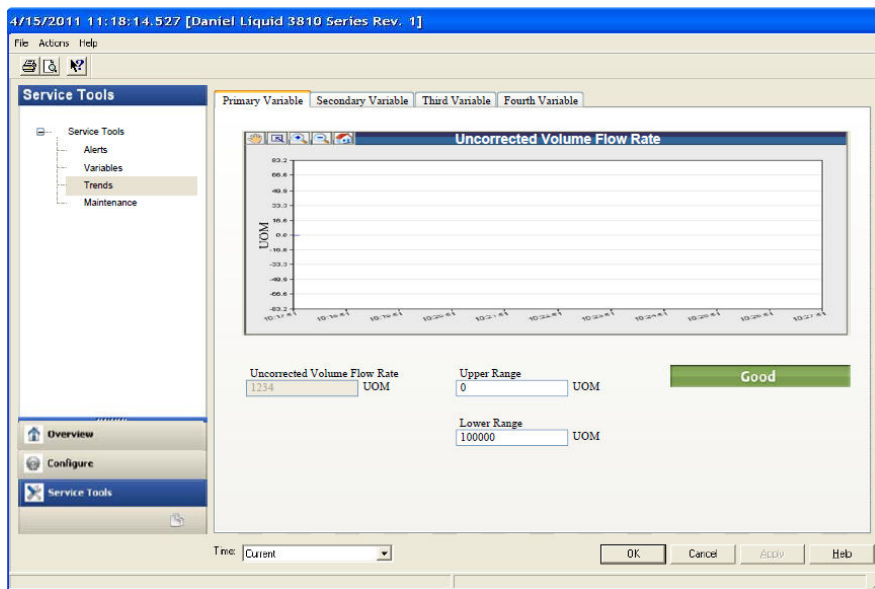 4/15/2011 11:18:14.527 [Daniel Liquid 3810 Series Rev. 1]
File Actions Help
Service Tools
Service Tools
Alerts
Variables
Trends
Maintenance
Overview
Configure
Service Tools
Primary Variable Secondary Variable Third Variable Fourth Variable
Uncorrected Volume Flow Rate
UOM
83.2
66.6
49.9
33.3
16.6
0.0
-16.6
-33.3
-49.9
-66.6
-83.2
Uncorrected Volume Flow Rate
1234 UOM
Upper Range
0 UOM
Good
Lower Range
100000 UOM
Time: Current
OK Cancel Apply Help